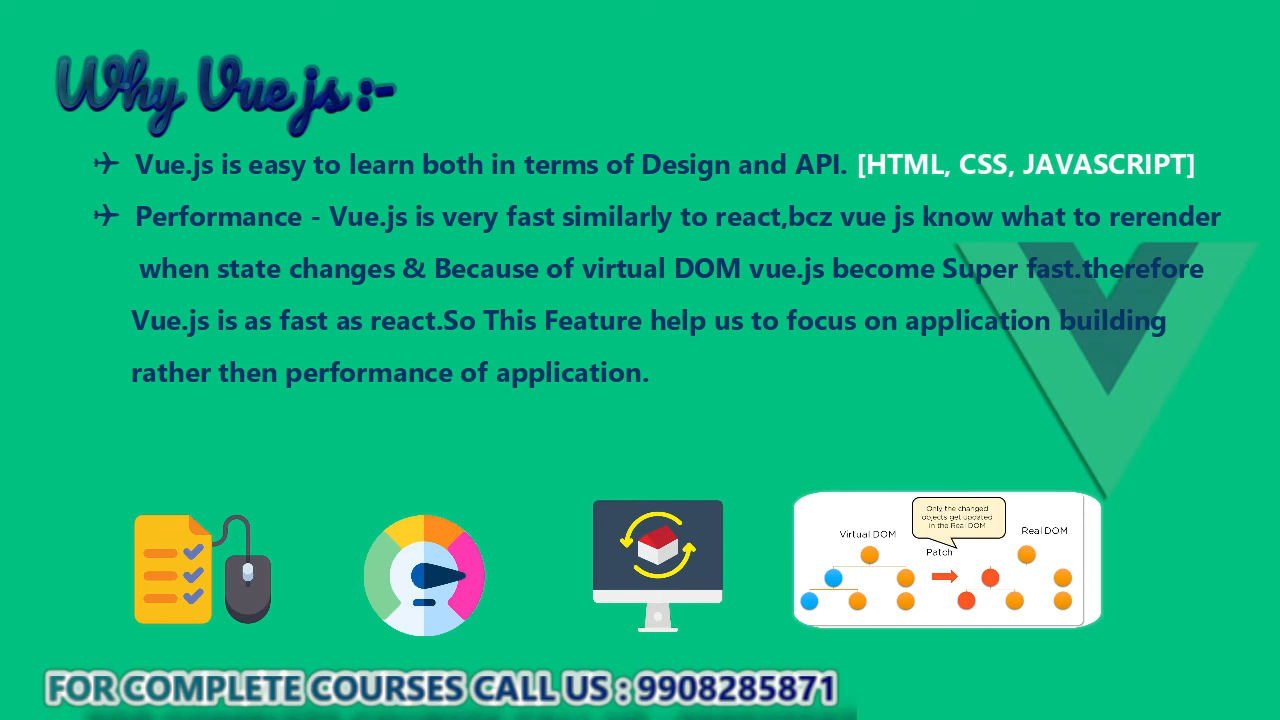 Why Vue js :-
Vue.js is easy to learn both in terms of Design and API. [HTML, CSS, JAVASCRIPT]
Performance - Vue.js is very fast similarly to react,bcz vue js know what to rerender
when state changes & Because of virtual DOM vue.js become Super fast.therefore
Vue.js is as fast as react.So This Feature help us to focus on application building
rather then performance of application.
Only the changed
objects get updated
in the Real DOM
Virtual DOM
Real DOM
Patch
FOR COMPLETE COURSES CALL US : 9908285871